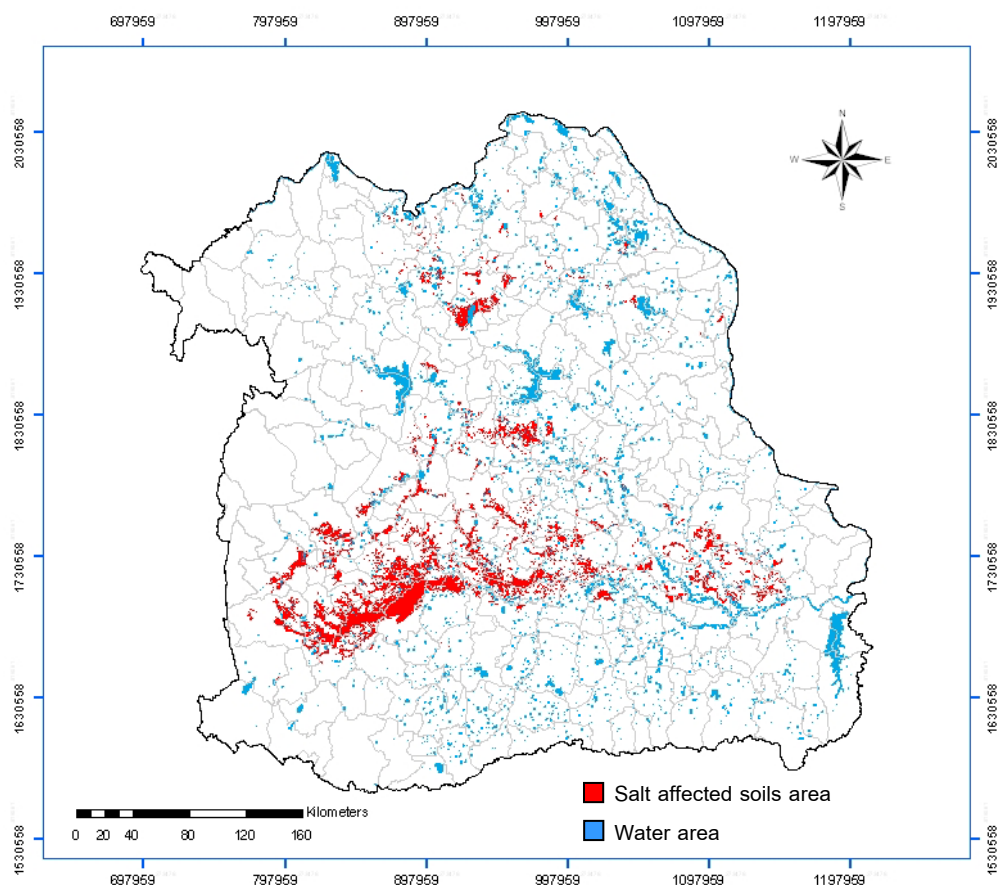 697959 797959 897959 997959 1097959 1197959
2030558 2030558
N
W E
S
1930558 1930558
1830558 1830558
1730558 1730558
1630558 1630558
Salt affected soils area
Kilometers
0 20 40 80 120 160
Water area
1530558 1530558
697959 797959 897959 997959 1097959 1197959